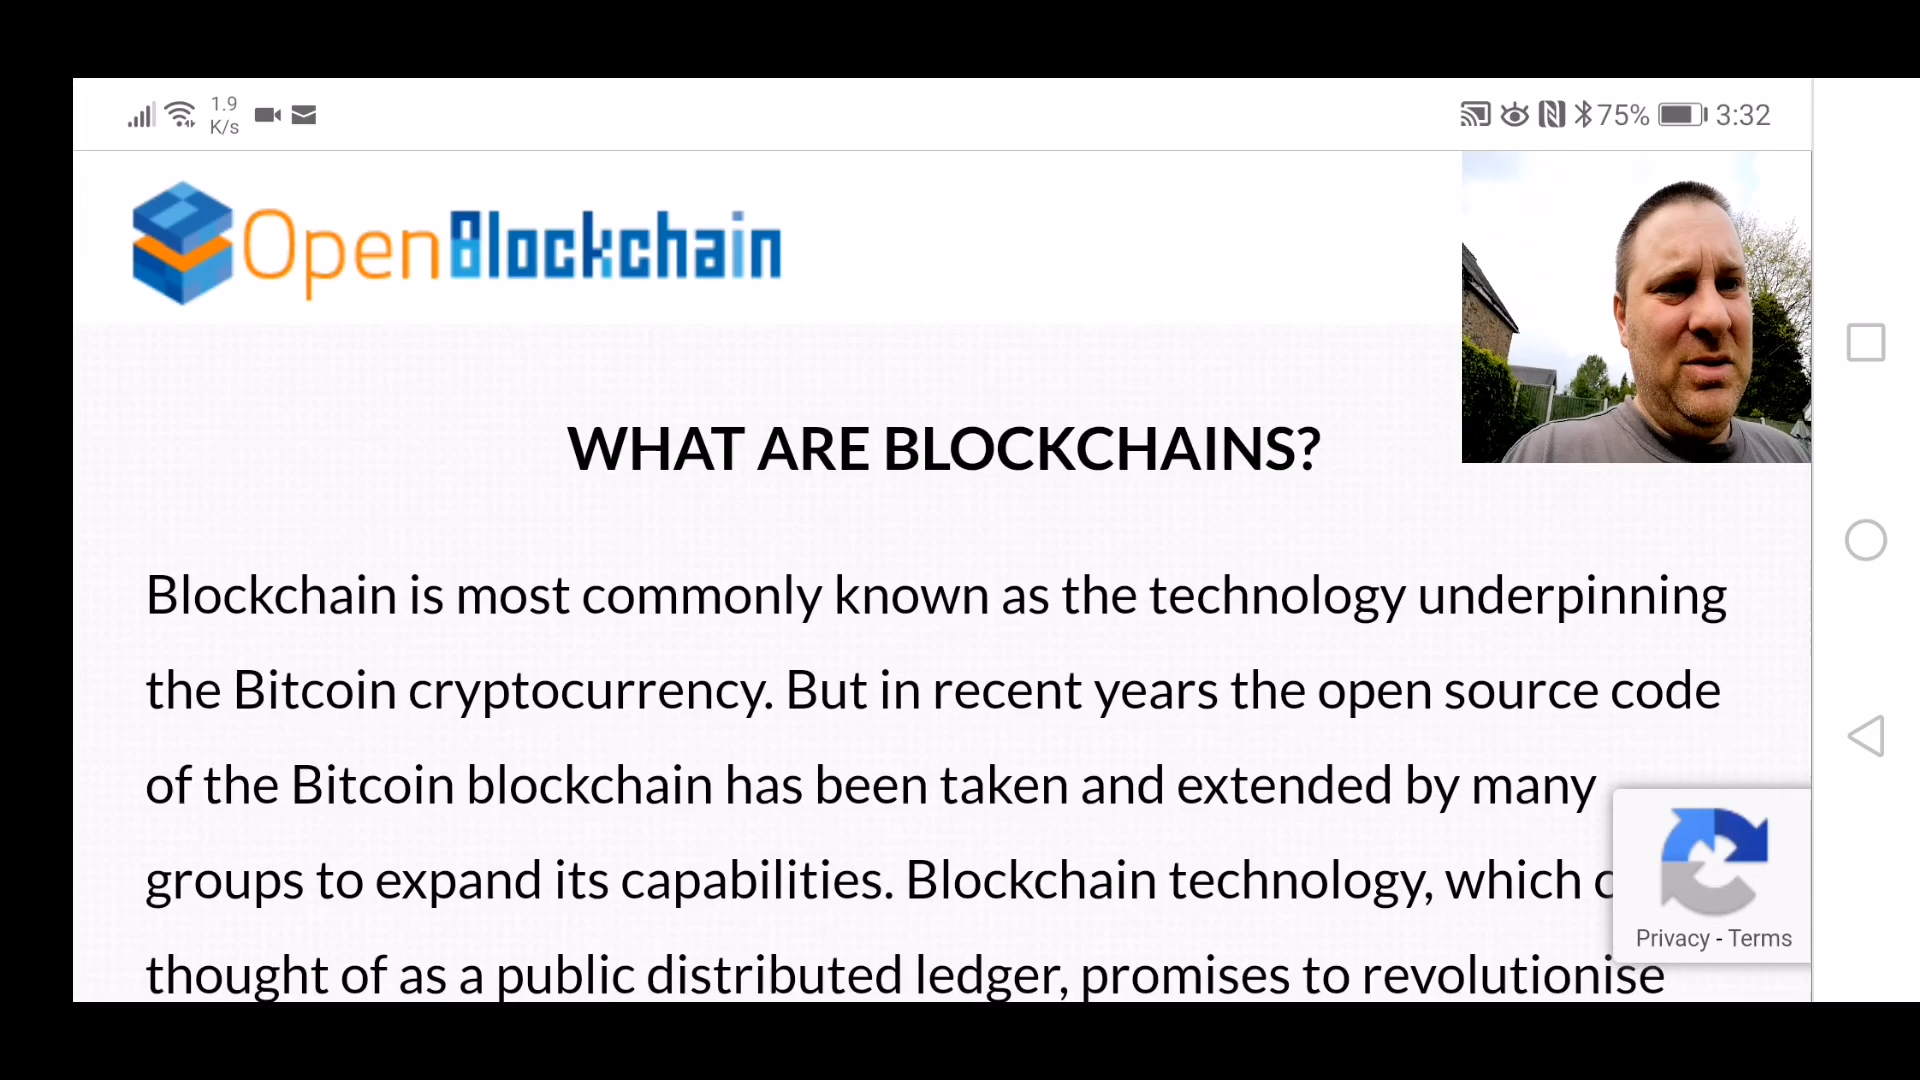 1.9
K/s
75% 3:32
OpenBlockchain
WHAT ARE BLOCKCHAINS?
Blockchain is most commonly known as the technology underpinning
the Bitcoin cryptocurrency. But in recent years the open source code
of the Bitcoin blockchain has been taken and extended by many
groups to expand its capabilities. Blockchain technology, which
thought of as a public distributed ledger, promises to revolutionise
Privacy - Terms